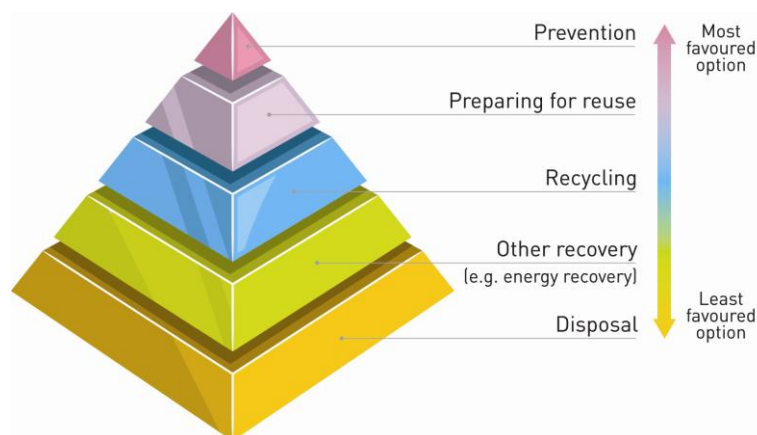 Prevention
Most
favoured
option
Preparing for reuse
Recycling
Other recovery
(e.g. energy recovery)
Disposal
Least
favoured
option